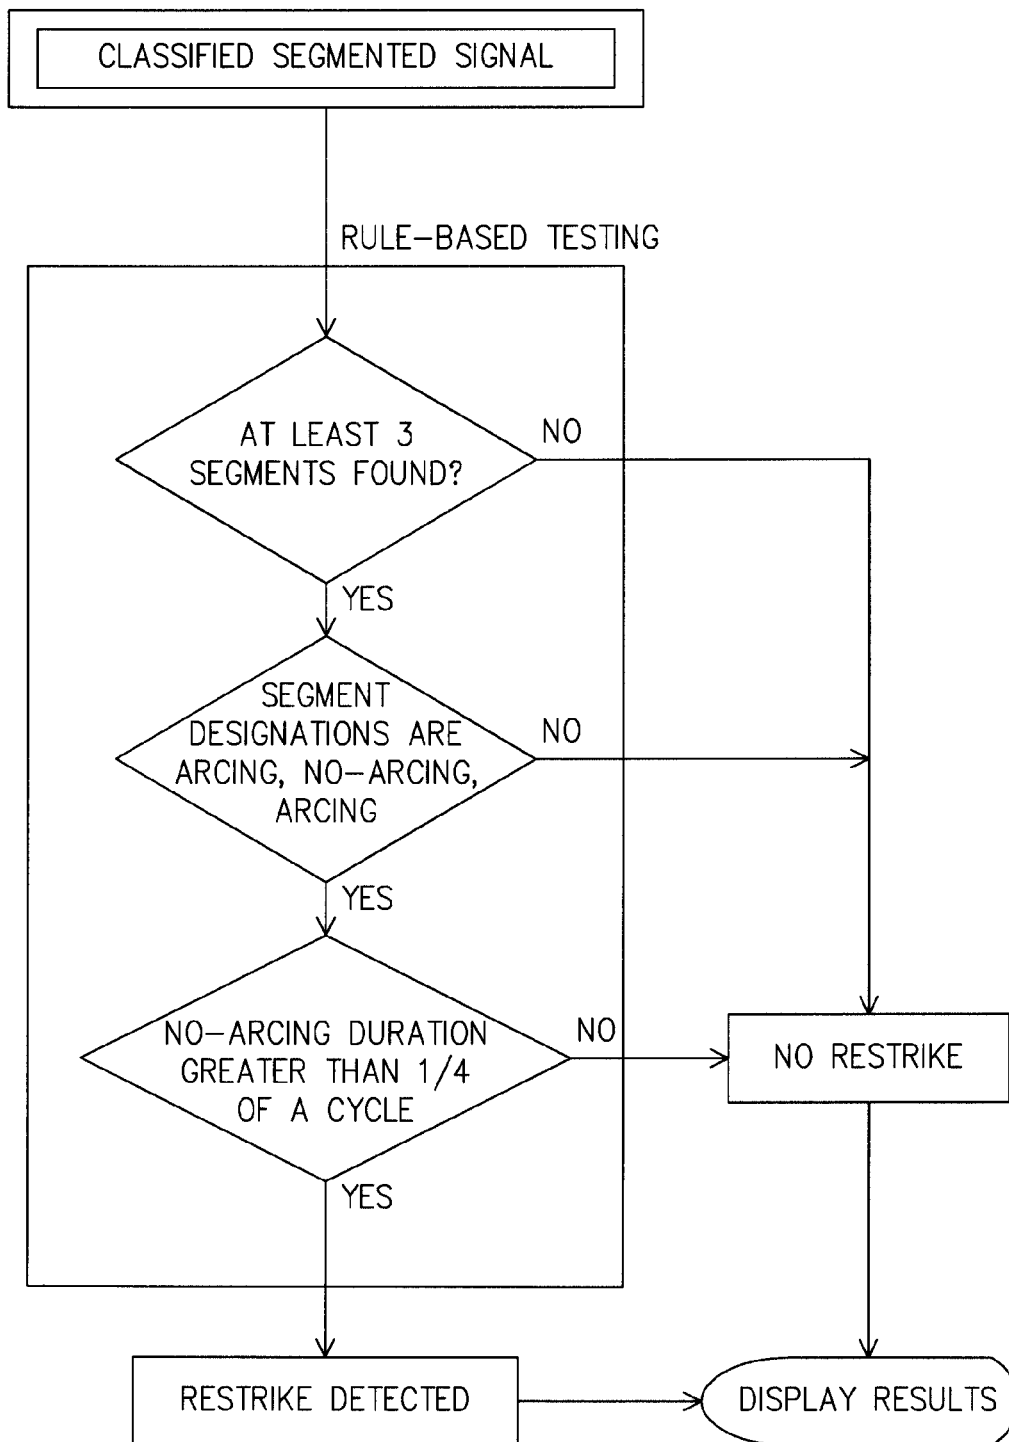 CLASSIFIED SEGMENTED SIGNAL
RULE-BASED TESTING
AT LEAST 3
SEGMENTS FOUND?
NO
YES
SEGMENT
DESIGNATIONS ARE
ARCING, NO-ARCING,
ARCING
NO
YES
NO-ARCING DURATION
GREATER THAN 1/4
OF A CYCLE
NO
NO RESTRIKE
YES
RESTRIKE DETECTED
DISPLAY RESULTS